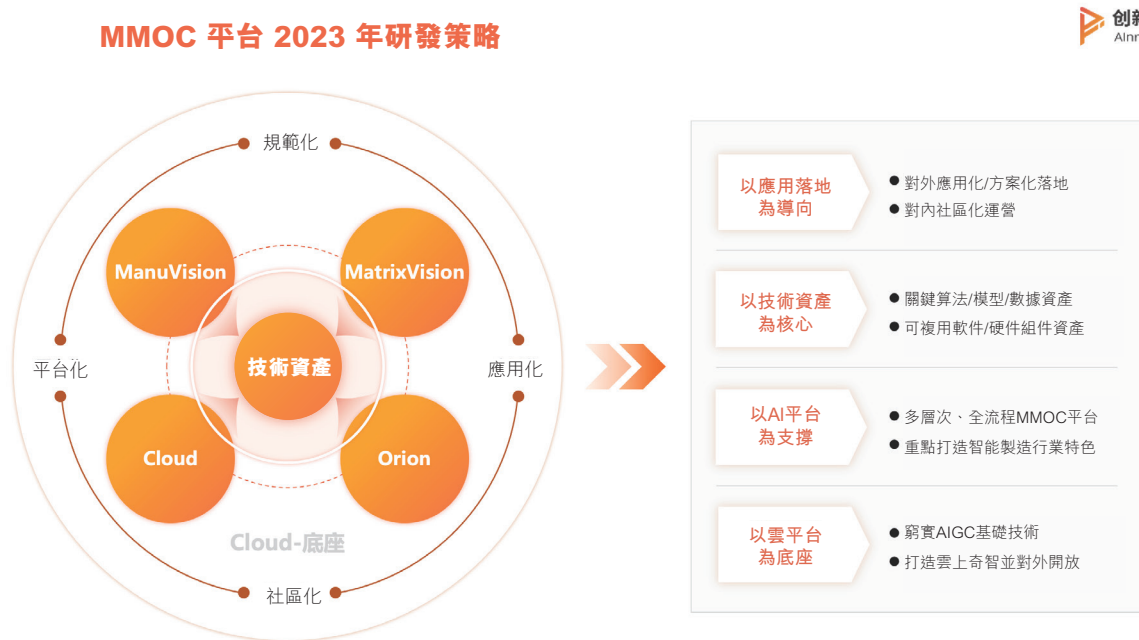 MMOC 平台 2023 年研發策略
创新
AInn
規範化
ManuVision
MatrixVision
平台化
技術資產
應用化
Cloud
Orion
Cloud-底座
社區化
以應用落地
為導向
● 對外應用化/方案化落地
● 對內社區化運營
以技術資產
為核心
● 關鍵算法/模型/數據資產
● 可複用軟件/硬件組件資產
以AI平台
為支撐
● 多層次、全流程MMOC平台
● 重點打造智能製造行業特色
以雲平台
為底座
● 窮實AIGC基礎技術
● 打造雲上奇智並對外開放